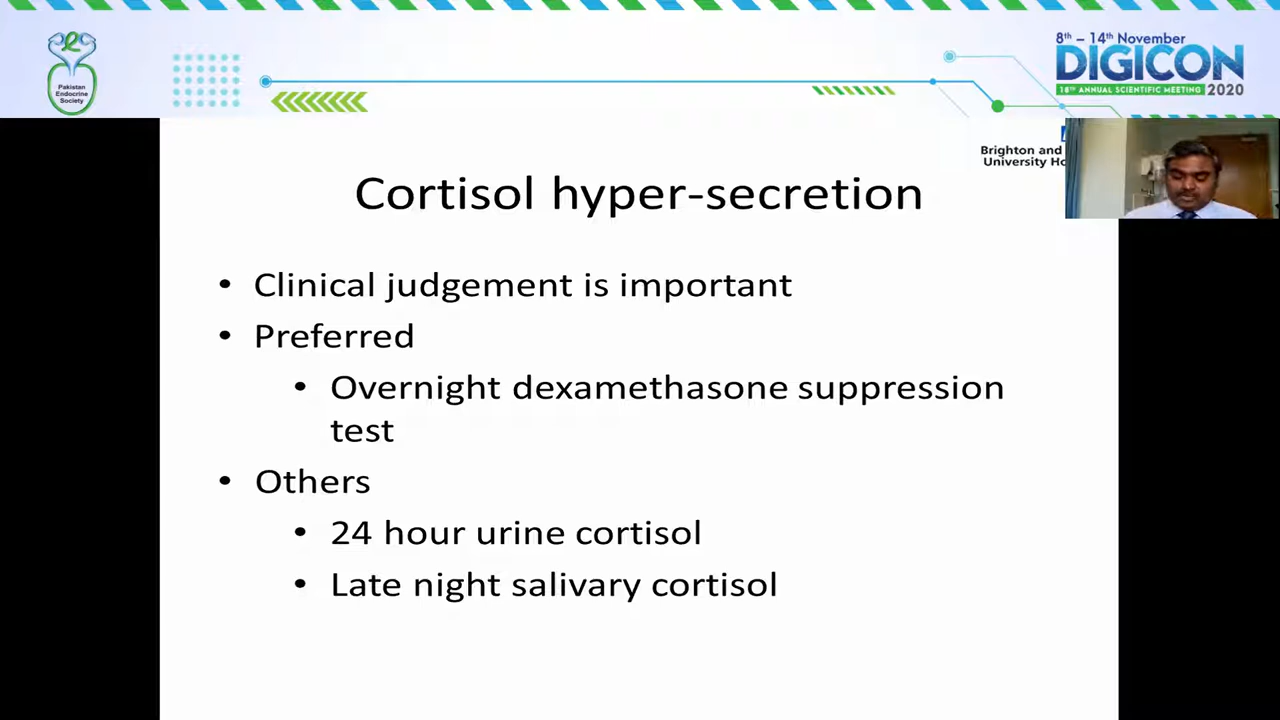 Pakistan
Endocrine
Society
8th – 14th November
DIGICON
18TH ANNUAL SCIENTIFIC MEETING 2020
Brighton and
University
Cortisol hyper-secretion
• Clinical judgement is important
• Preferred
• Overnight dexamethasone suppression
test
• Others
• 24 hour urine cortisol
• Late night salivary cortisol